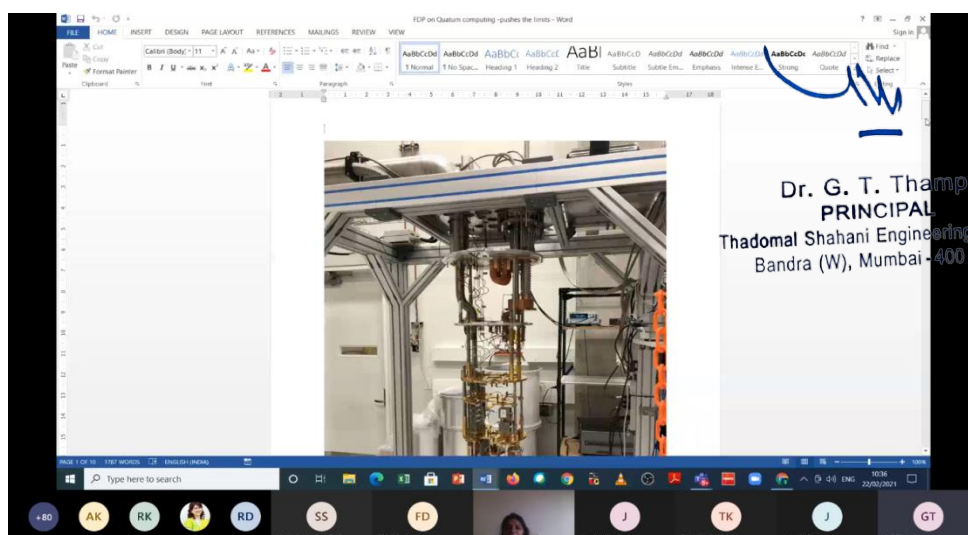 FDP on Quatum computing -pushes the limits - Word
Sign in
FILE HOME INSERT DESIGN PAGE LAYOUT REFERENCES MAILINGS REVIEW VIEW
Cut
Copy
Format Painter
Paste
Calibri (Body) 11
AaBbCcDd AaBbCcDd AaBbCc AaBbCcC AaBl AaBbCcD AaBbCcDd AaBbCcDd AaBbCcDd AaBbCcDc AaBbCcDd
¶ Normal ¶ No Spac... Heading 1 Heading 2 Title Subtitle Subtle Em... Emphasis Intense E... Strong Quote
Find
Replace
Select
Clipboard Font Paragraph Styles
Dr. G. T. Thamp
PRINCIPAL
Thadomal Shahani Engineering
Bandra (W), Mumbai - 400
PAGE 1 OF 10 1787 WORDS ENGLISH (INDIA)
100%
Type here to search
ENG
10:36
22/02/2021
+80 AK RK RD SS FD J TK J GT